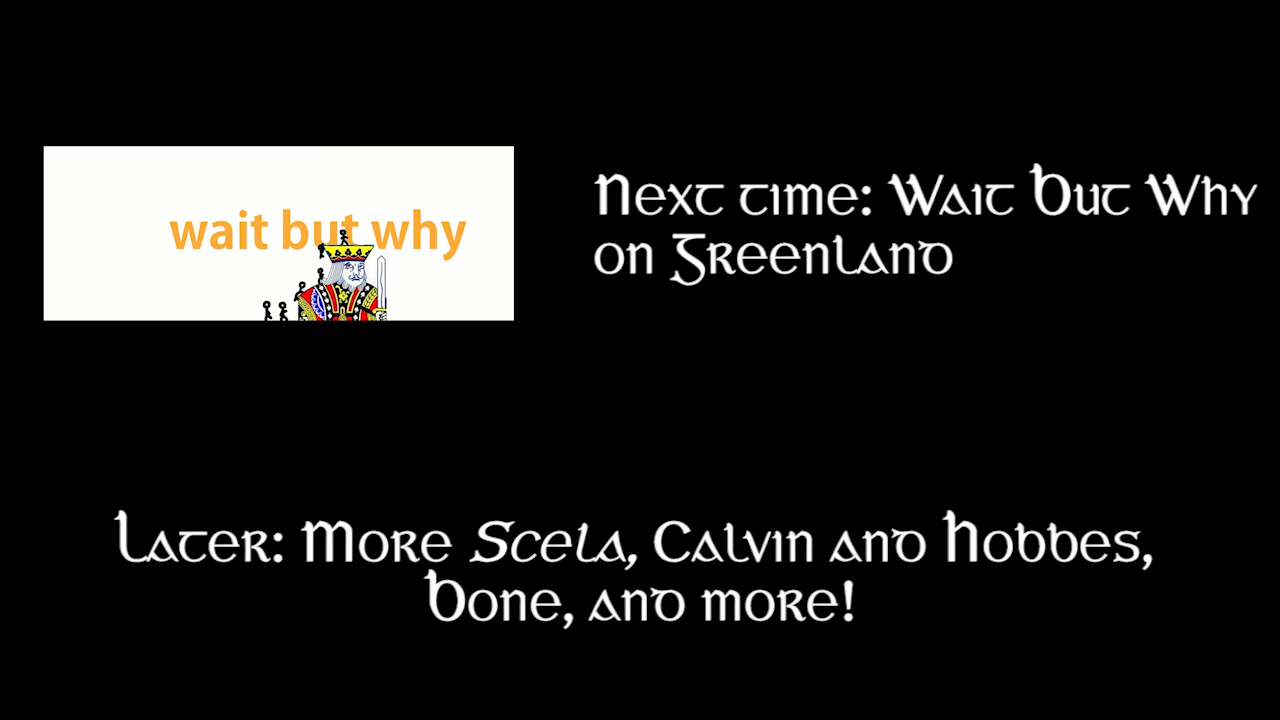 wait but why
Next time: Wait But Why
on Greenland
Later: More Scela, Calvin and Hobbes,
Bone, and more!